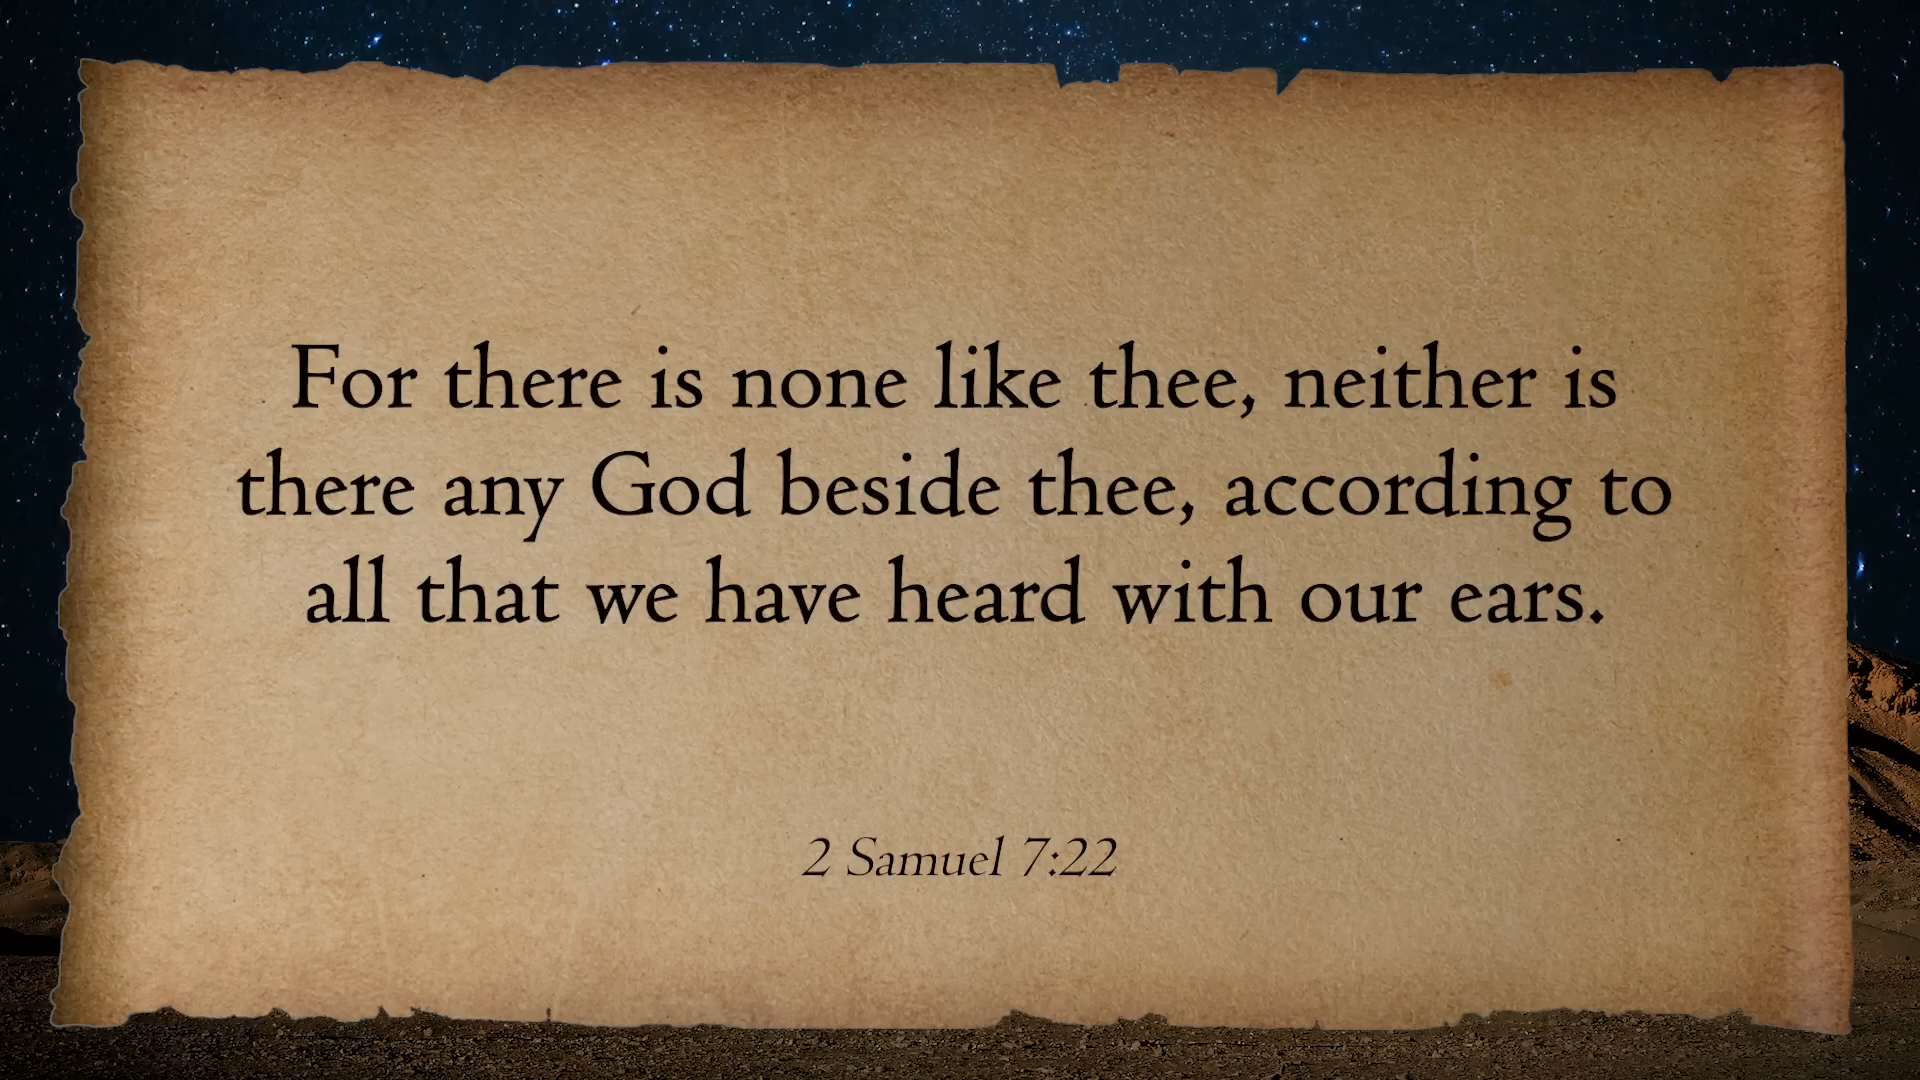 For there is none like thee, neither is
there any God beside thee, according to
all that we have heard with our ears.
2 Samuel 7:22